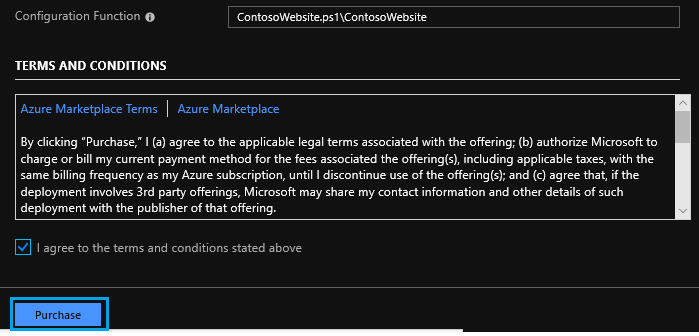 Configuration Function
ContosoWebsite.ps1\ContosoWebsite
TERMS AND CONDITIONS
Azure Marketplace Terms | Azure Marketplace
By clicking “Purchase,” I (a) agree to the applicable legal terms associated with the offering; (b) authorize Microsoft to
charge or bill my current payment method for the fees associated the offering(s), including applicable taxes, with the
same billing frequency as my Azure subscription, until I discontinue use of the offering(s); and (c) agree that, if the
deployment involves 3rd party offerings, Microsoft may share my contact information and other details of such
deployment with the publisher of that offering.
I agree to the terms and conditions stated above
Purchase